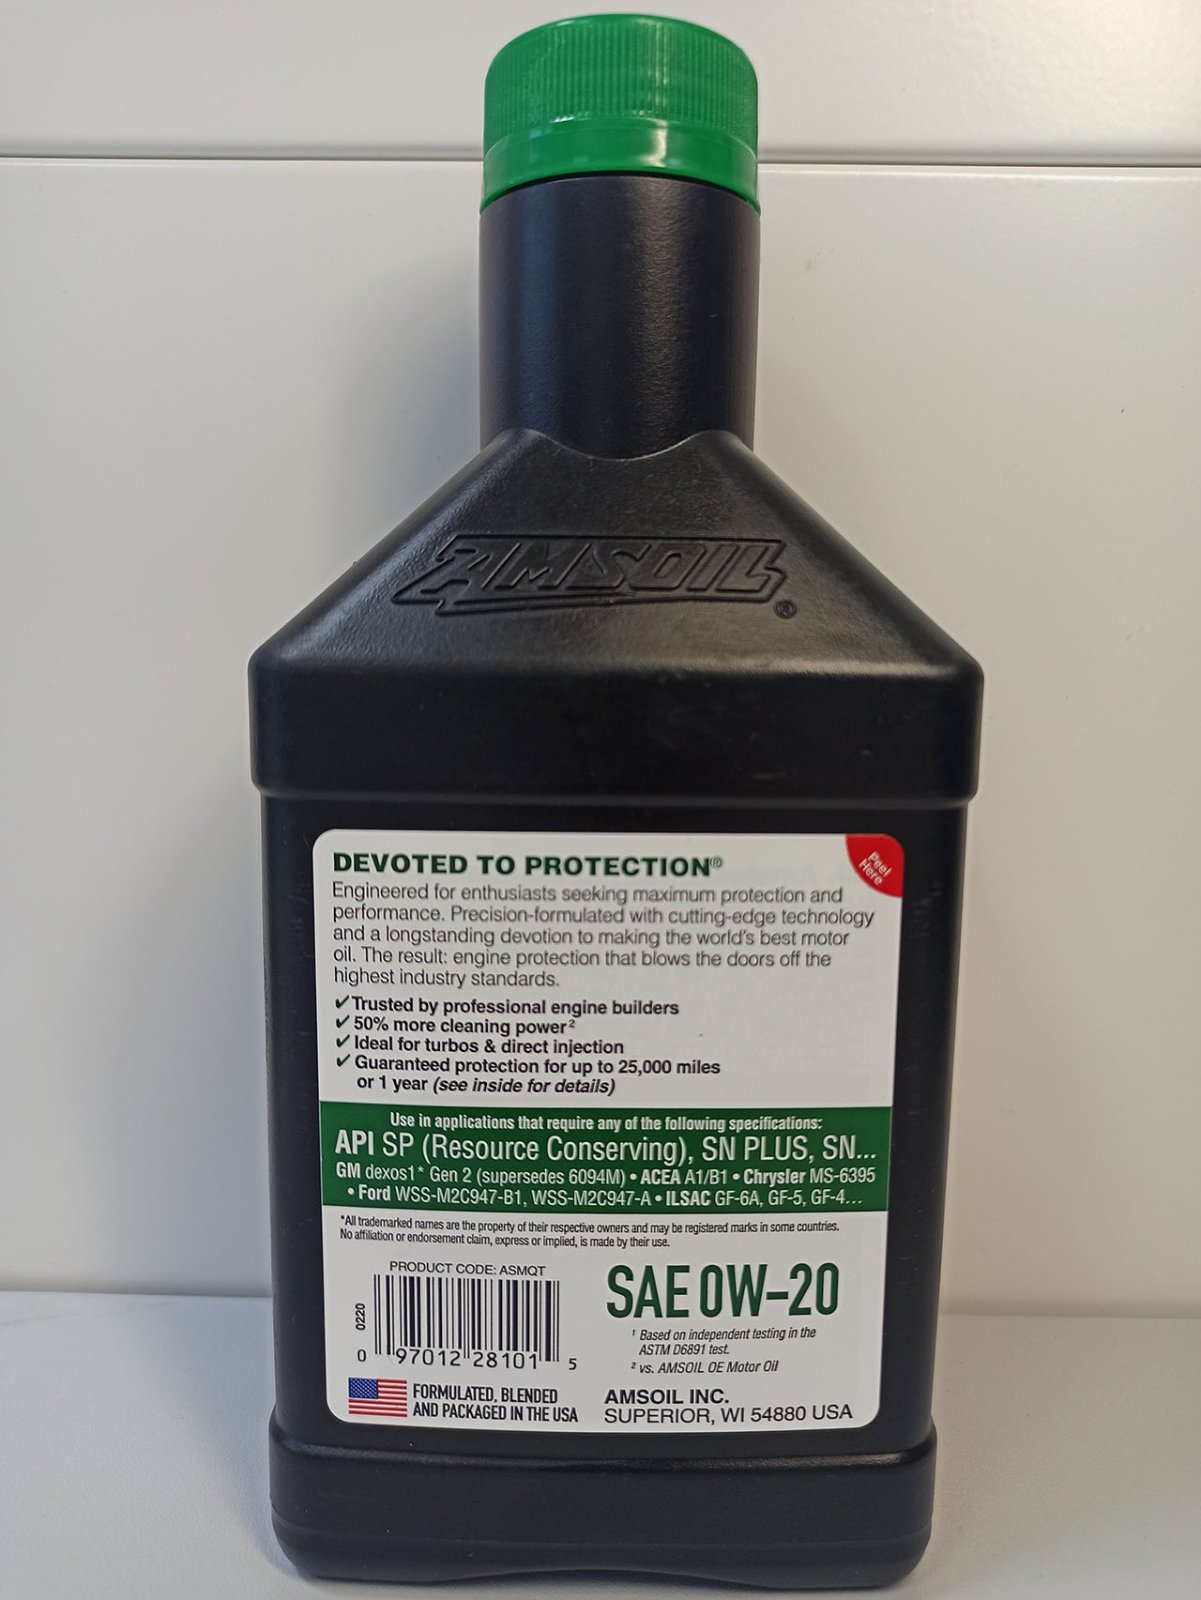 AMSOIL®
DEVOTED TO PROTECTION®
Peel
Here
Engineered for enthusiasts seeking maximum protection and
performance. Precision-formulated with cutting-edge technology
and a longstanding devotion to making the world's best motor
oil. The result: engine protection that blows the doors off the
highest industry standards.
✓Trusted by professional engine builders
✓50% more cleaning power²
✓Ideal for turbos & direct injection
✓Guaranteed protection for up to 25,000 miles
or 1 year (see inside for details)
Use in applications that require any of the following specifications:
API SP (Resource Conserving), SN PLUS, SN...
GM dexos1* Gen 2 (supersedes 6094M) • ACEA A1/B1 • Chrysler MS-6395
• Ford WSS-M2C947-B1, WSS-M2C947-A • ILSAC GF-6A, GF-5, GF-4...
*All trademarked names are the property of their respective owners and may be registered marks in some countries.
No affiliation or endorsement claim, express or implied, is made by their use.
PRODUCT CODE: ASMQT
0220
0 97012 28101 5
SAE 0W-20
¹ Based on independent testing in the
ASTM D6891 test.
² vs. AMSOIL OE Motor Oil
FORMULATED, BLENDED
AND PACKAGED IN THE USA
AMSOIL INC.
SUPERIOR, WI 54880 USA